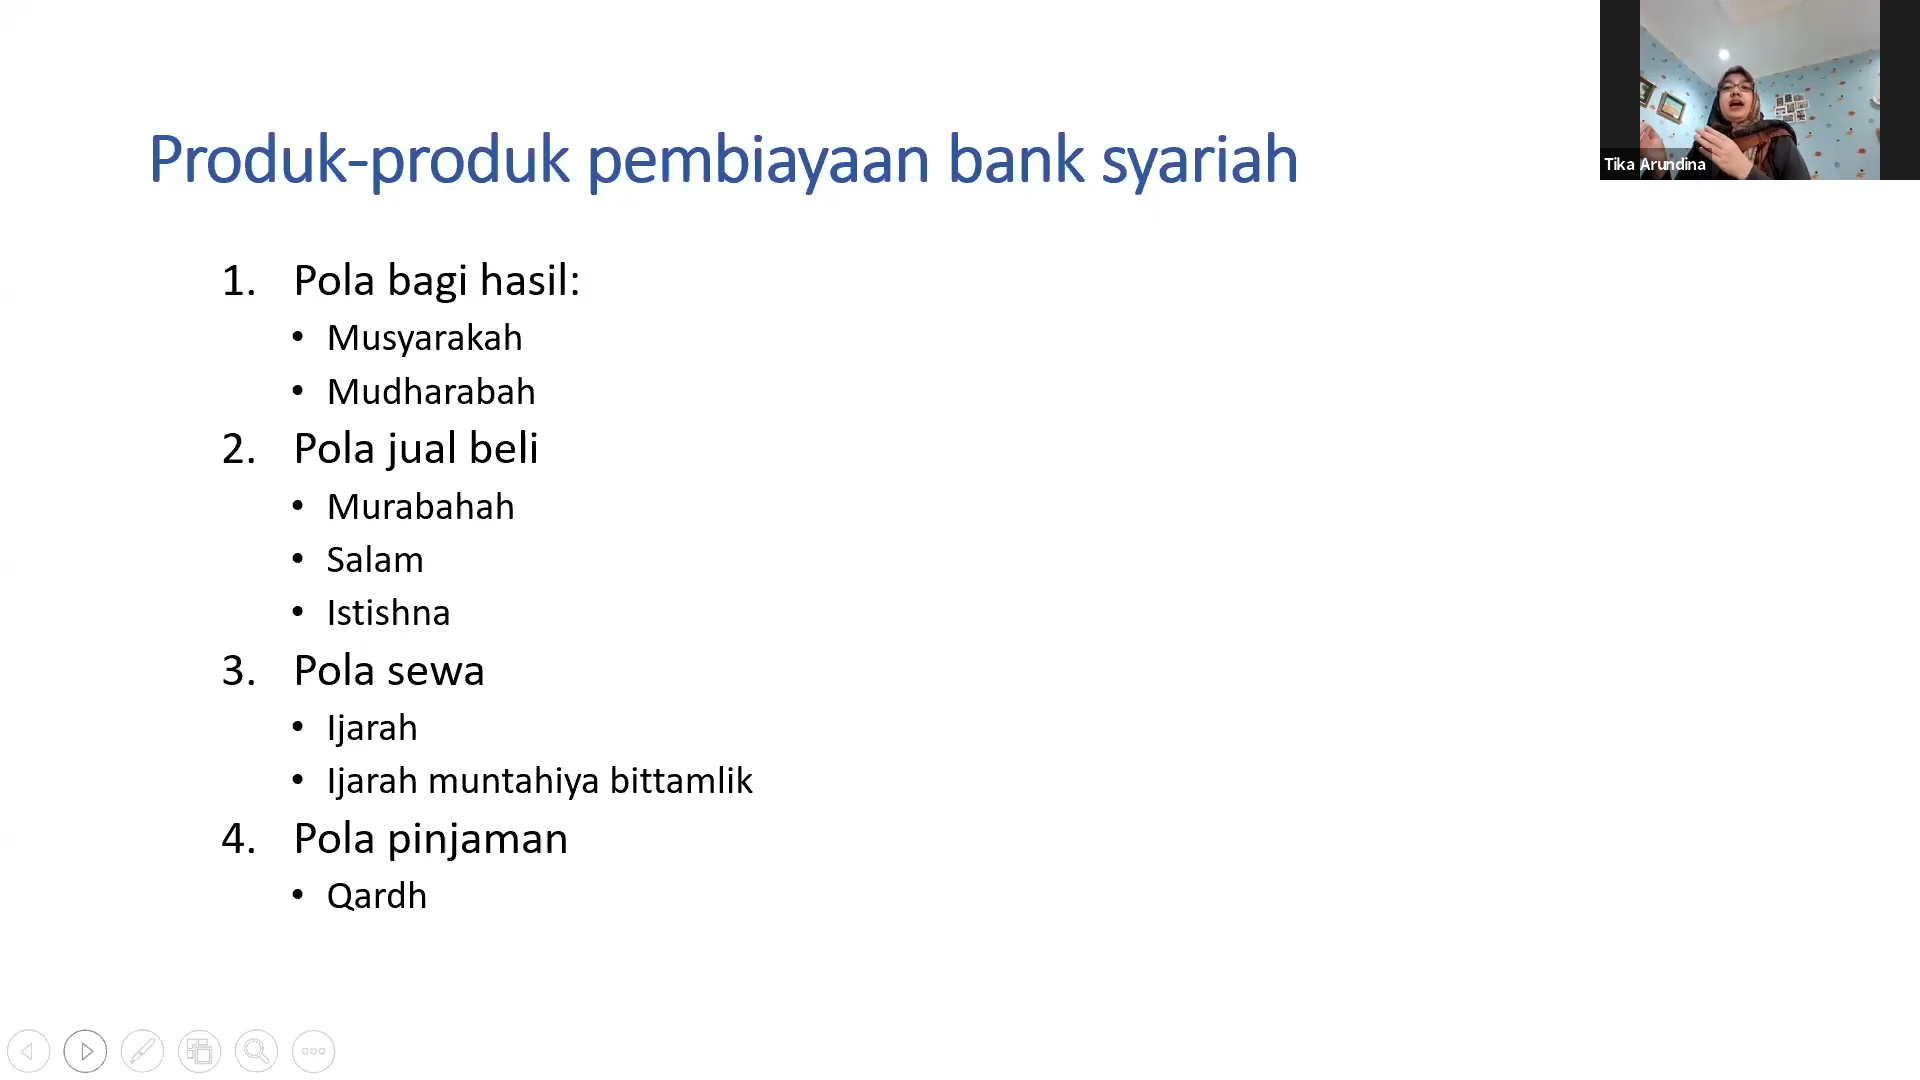 Produk-produk pembiayaan bank syariah
Tika Arundina
1. Pola bagi hasil:
• Musyarakah
• Mudharabah
2. Pola jual beli
• Murabahah
• Salam
• Istishna
3. Pola sewa
• Ijarah
• Ijarah muntahiya bittamlik
4. Pola pinjaman
• Qardh